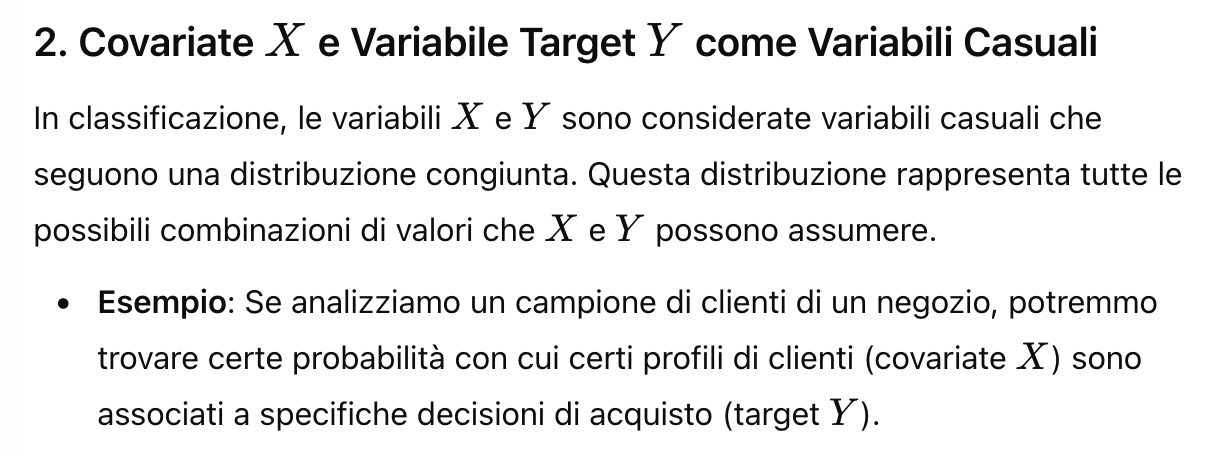 2. Covariate X e Variabile Target Y come Variabili Casuali
In classificazione, le variabili X e Y sono considerate variabili casuali che
seguono una distribuzione congiunta. Questa distribuzione rappresenta tutte le
possibili combinazioni di valori che X e Y possono assumere.
• Esempio: Se analizziamo un campione di clienti di un negozio, potremmo
trovare certe probabilità con cui certi profili di clienti (covariate X) sono
associati a specifiche decisioni di acquisto (target Y).